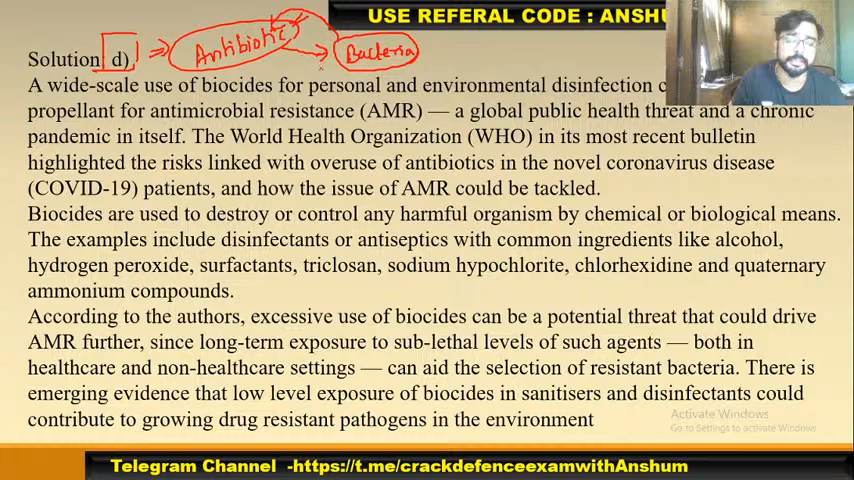 USE REFERAL CODE : ANSHU
Antibiotic Bacteria
Solution d)
A wide-scale use of biocides for personal and environmental disinfection c
propellant for antimicrobial resistance (AMR) — a global public health threat and a chronic
pandemic in itself. The World Health Organization (WHO) in its most recent bulletin
highlighted the risks linked with overuse of antibiotics in the novel coronavirus disease
(COVID-19) patients, and how the issue of AMR could be tackled.
Biocides are used to destroy or control any harmful organism by chemical or biological means.
The examples include disinfectants or antiseptics with common ingredients like alcohol,
hydrogen peroxide, surfactants, triclosan, sodium hypochlorite, chlorhexidine and quaternary
ammonium compounds.
According to the authors, excessive use of biocides can be a potential threat that could drive
AMR further, since long-term exposure to sub-lethal levels of such agents — both in
healthcare and non-healthcare settings — can aid the selection of resistant bacteria. There is
emerging evidence that low level exposure of biocides in sanitisers and disinfectants could
contribute to growing drug resistant pathogens in the environment
Activate Windows
Go to Settings to activate Windows.
Telegram Channel -https://t.me/crackdefenceexamwithAnshum